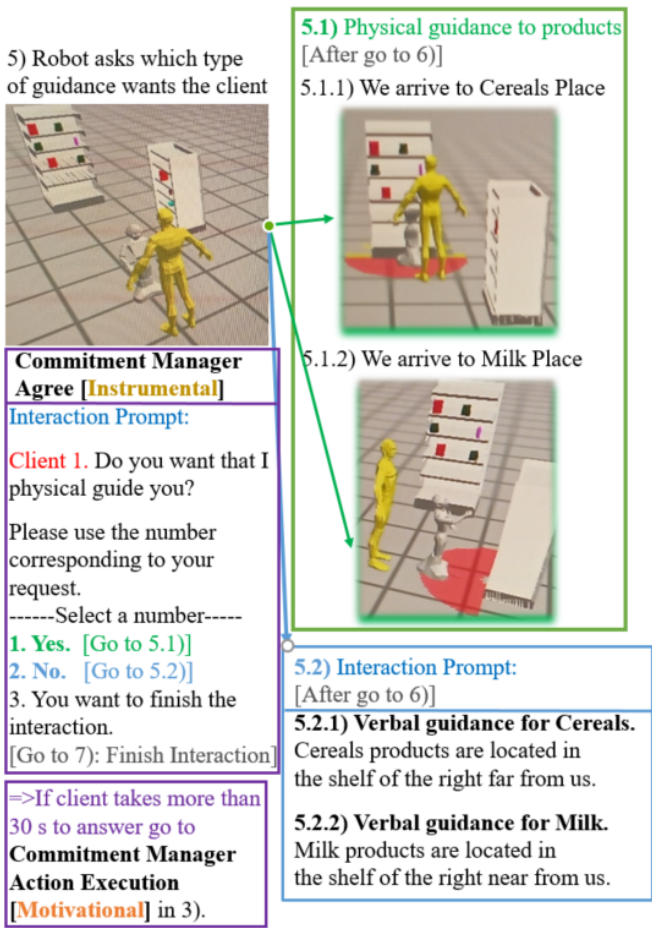 5) Robot asks which type
of guidance wants the client
Commitment Manager
Agree [Instrumental]
Interaction Prompt:
Client 1. Do you want that I
physical guide you?
Please use the number
corresponding to your
request.
------Select a number-----
1. Yes.  [Go to 5.1)]
2. No.   [Go to 5.2)]
3. You want to finish the
interaction.
[Go to 7): Finish Interaction]
=>If client takes more than
30 s to answer go to
Commitment Manager
Action Execution
[Motivational] in 3).
5.1) Physical guidance to products
[After go to 6)]
5.1.1) We arrive to Cereals Place
5.1.2) We arrive to Milk Place
5.2) Interaction Prompt:
[After go to 6)]
5.2.1) Verbal guidance for Cereals.
Cereals products are located in
the shelf of the right far from us.
5.2.2) Verbal guidance for Milk.
Milk products are located in
the shelf of the right near from us.